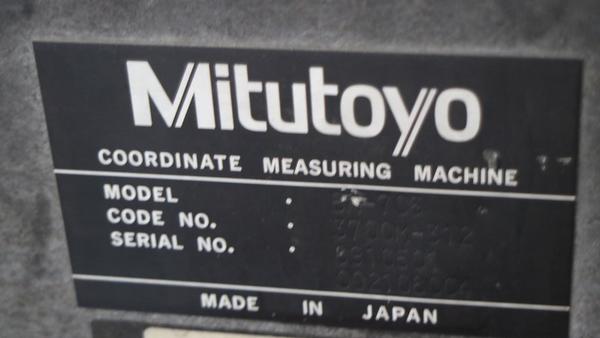 Mitutoyo
COORDINATE MEASURING MACHINE
MODEL :
CODE NO. :
SERIAL NO. :
MADE IN JAPAN